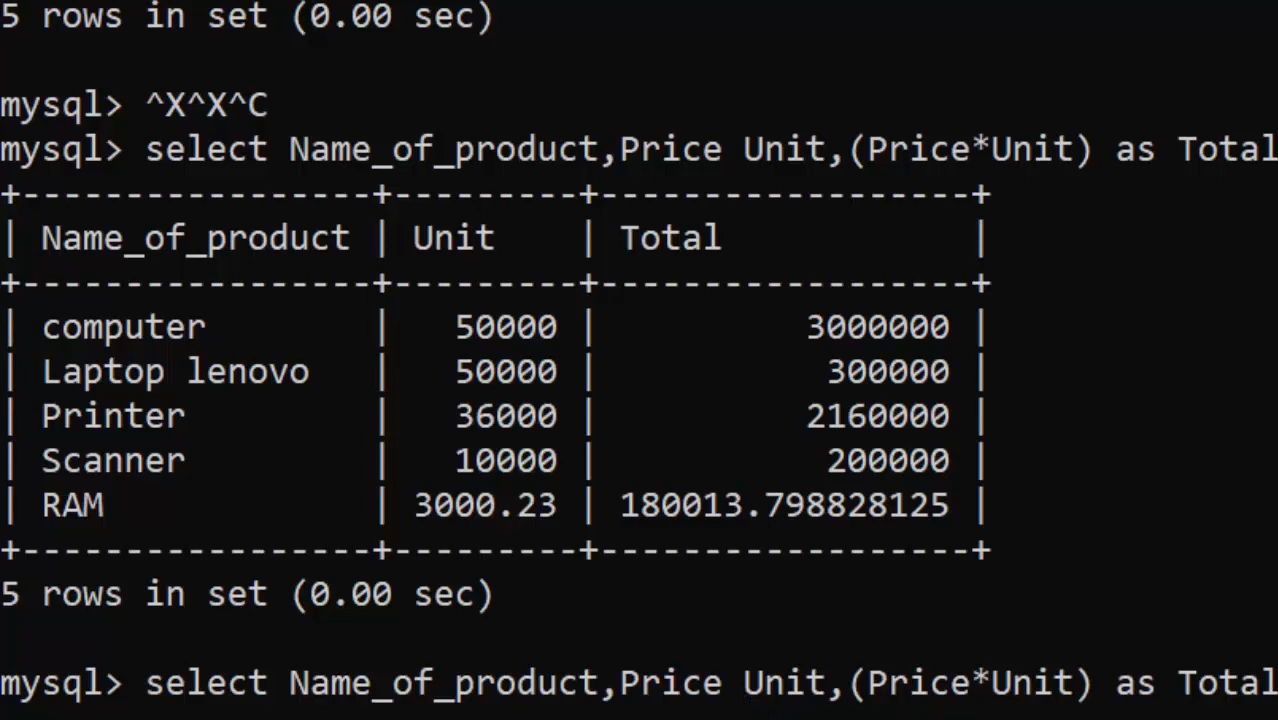 5 rows in set (0.00 sec)
mysql> ^X^X^C
mysql> select Name_of_product,Price Unit,(Price*Unit) as Total
+-----------------+---------+------------------+
| Name_of_product | Unit    | Total            |
+-----------------+---------+------------------+
| computer        |   50000 |          3000000 |
| Laptop lenovo   |   50000 |           300000 |
| Printer         |   36000 |          2160000 |
| Scanner         |   10000 |           200000 |
| RAM             | 3000.23 | 180013.798828125 |
+-----------------+---------+------------------+
5 rows in set (0.00 sec)
mysql> select Name_of_product,Price Unit,(Price*Unit) as Total